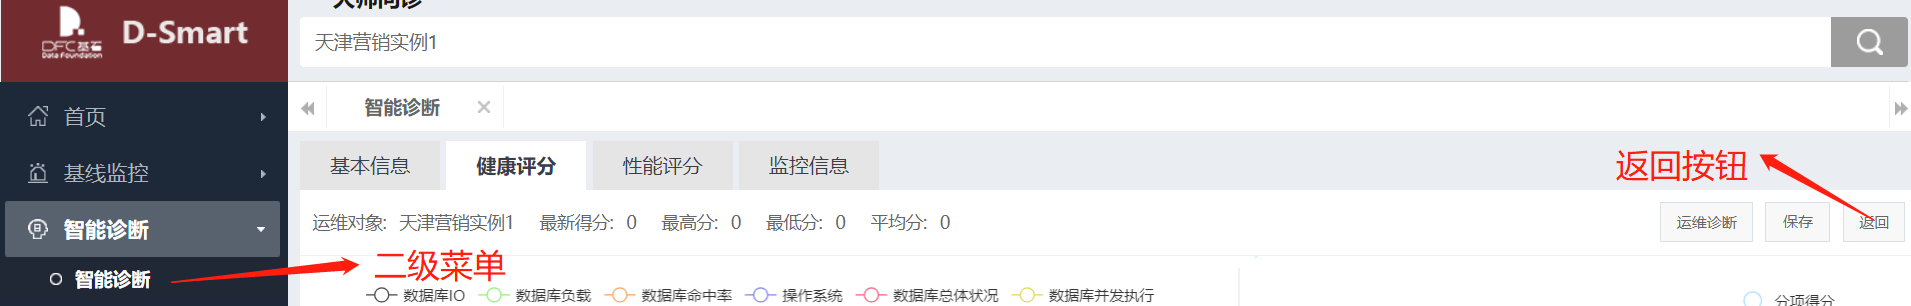 大师问诊
DFC基石
Data Foundation
D-Smart
天津营销实例1
首页
智能诊断
基线监控
基本信息
健康评分
性能评分
监控信息
返回按钮
智能诊断
运维对象: 天津营销实例1 最新得分: 0 最高分: 0 最低分: 0 平均分: 0
运维诊断
保存
返回
智能诊断
二级菜单
数据库IO 数据库负载 数据库命中率 操作系统 数据库总体状况 数据库并发执行
分项得分